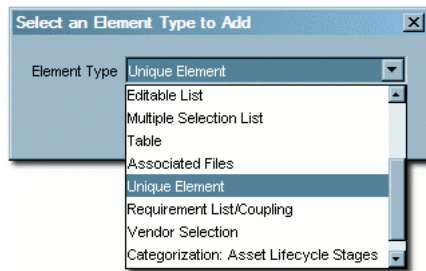 Select an Element Type to Add
Element Type Unique Element
Editable List
Multiple Selection List
Table
Associated Files
Unique Element
Requirement List/Coupling
Vendor Selection
Categorization: Asset Lifecycle Stages